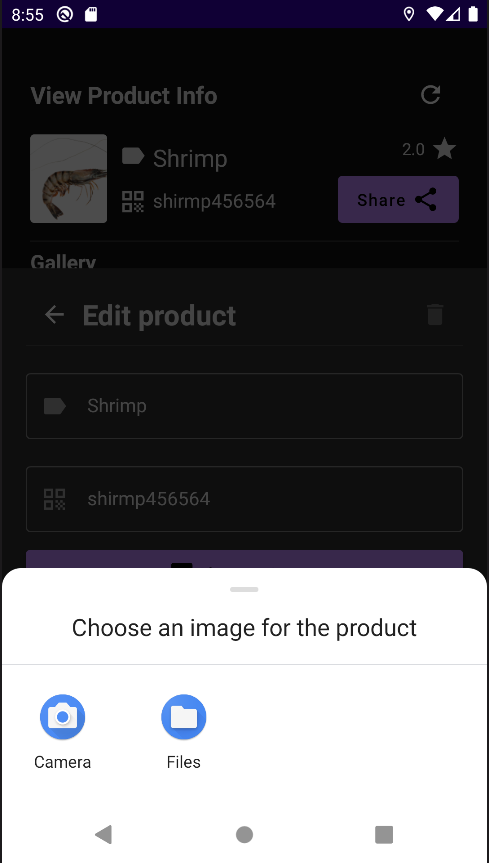 8:55
View Product Info
2.0
Shrimp
shirmp456564
Share
Gallery
Edit product
Shrimp
shirmp456564
Choose an image for the product
Camera
Files